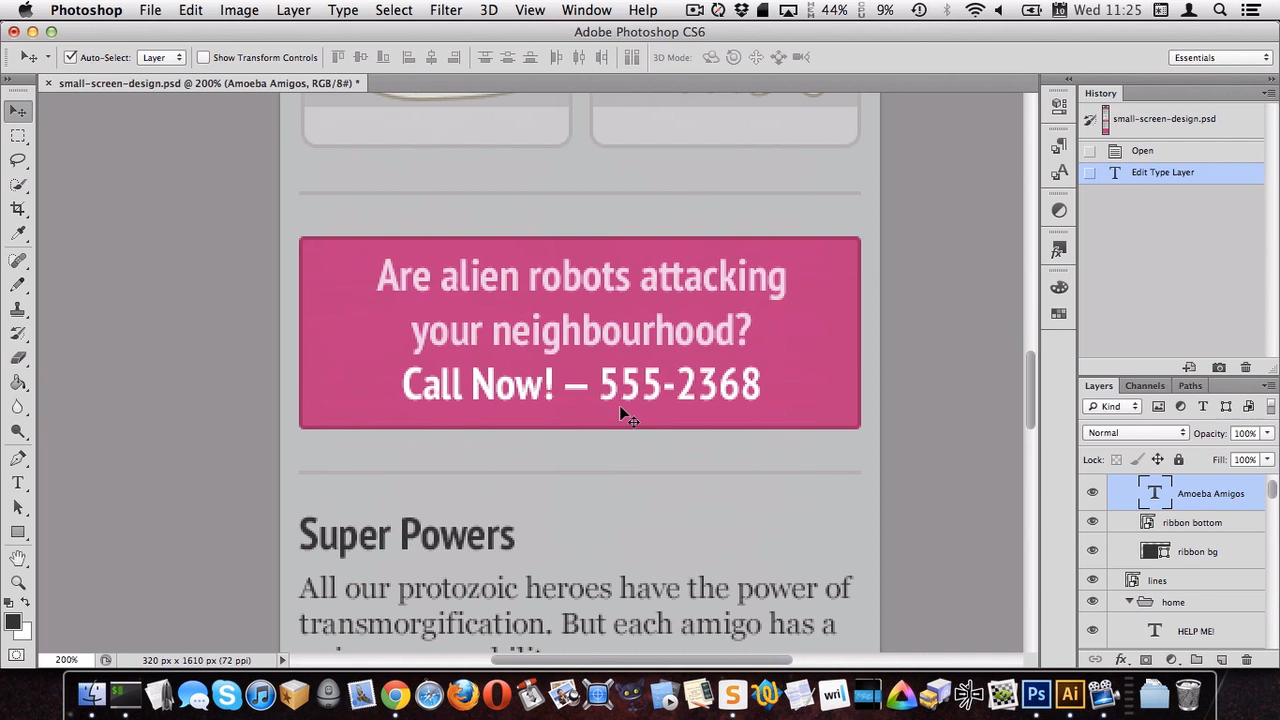 Photoshop File Edit Image Layer Type Select Filter 3D View Window Help 44% 9% Wed 11:25
Adobe Photoshop CS6
Auto-Select: Layer Show Transform Controls 3D Mode: Essentials
small-screen-design.psd @ 200% (Amoeba Amigos, RGB/8#) *
History
small-screen-design.psd
Open
Edit Type Layer
Are alien robots attacking
your neighbourhood?
Call Now! – 555-2368
Super Powers
All our protozoic heroes have the power of
transmorgification. But each amigo has a
Layers Channels Paths
Kind
Normal Opacity: 100%
Lock: Fill: 100%
Amoeba Amigos
ribbon bottom
ribbon bg
lines
home
HELP ME!
200% 320 px x 1610 px (72 ppi)